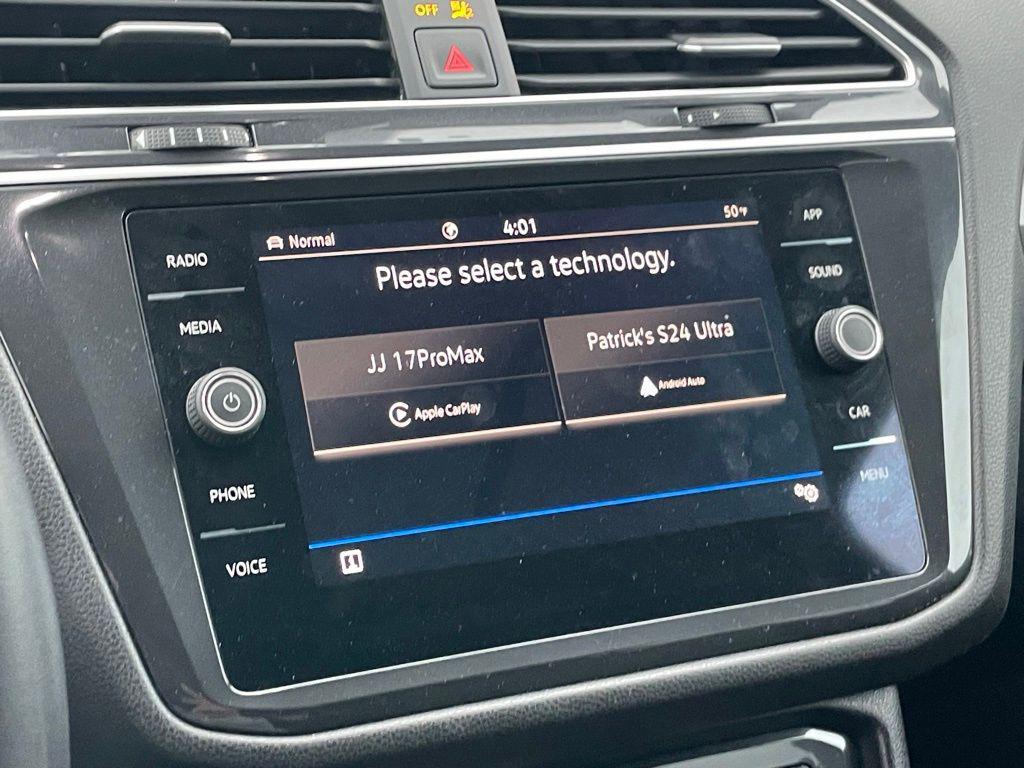 OFF
Normal 4:01 50°F
Please select a technology.
JJ 17ProMax
Apple CarPlay
Patrick's S24 Ultra
Android Auto
RADIO
MEDIA
PHONE
VOICE
APP
SOUND
CAR
MENU